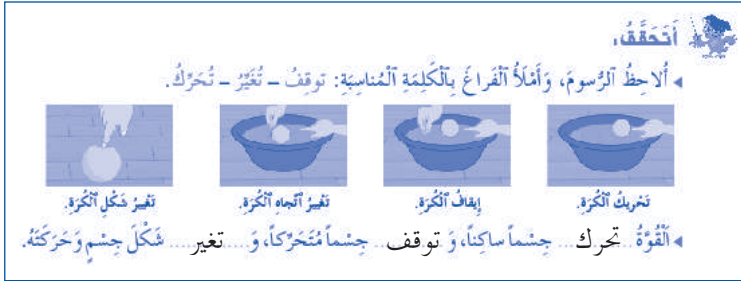 أَتَحَقَّقُ،
أُلاحِظُ ٱلرُّسومَ، وَأَمْلَأُ ٱلْفَراغَ بِٱلْكَلِمَةِ ٱلْمُناسِبَةِ: توقِفُ – تُغَيِّرُ – تُحَرِّكُ.
تَحْريكُ ٱلْكُرَةِ. إيقافُ ٱلْكُرَةِ. تَغْييرُ ٱتِّجاهِ ٱلْكُرَةِ. تَغْييرُ شَكْلِ ٱلْكُرَةِ.
ٱلْقُوَّةُ ..تحرك... جِسْماً ساكِناً، وَ توقف... جِسْماً مُتَحَرِّكاً، وَ....تغير.... شَكْلَ جِسْمٍ وَحَرَكَتَهُ.